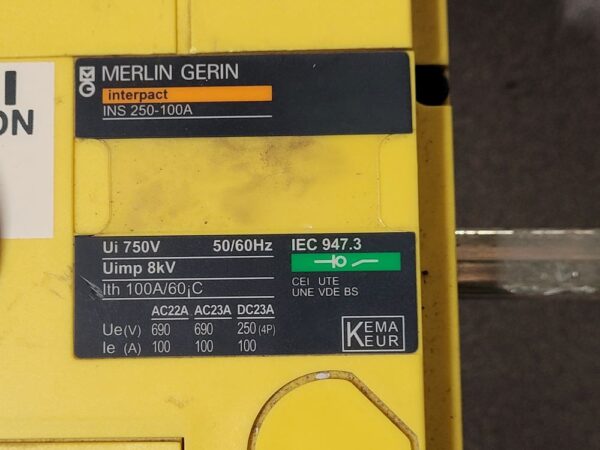 I
ON
MG
MERLIN GERIN
interpact
INS 250-100A
Ui 750V 50/60Hz IEC 947.3
Uimp 8kV
Ith 100A/60¡C
CEI UTE
UNE VDE BS
AC22A AC23A DC23A
Ue(V) 690 690 250 (4P)
Ie (A) 100 100 100
KEMA
KEUR